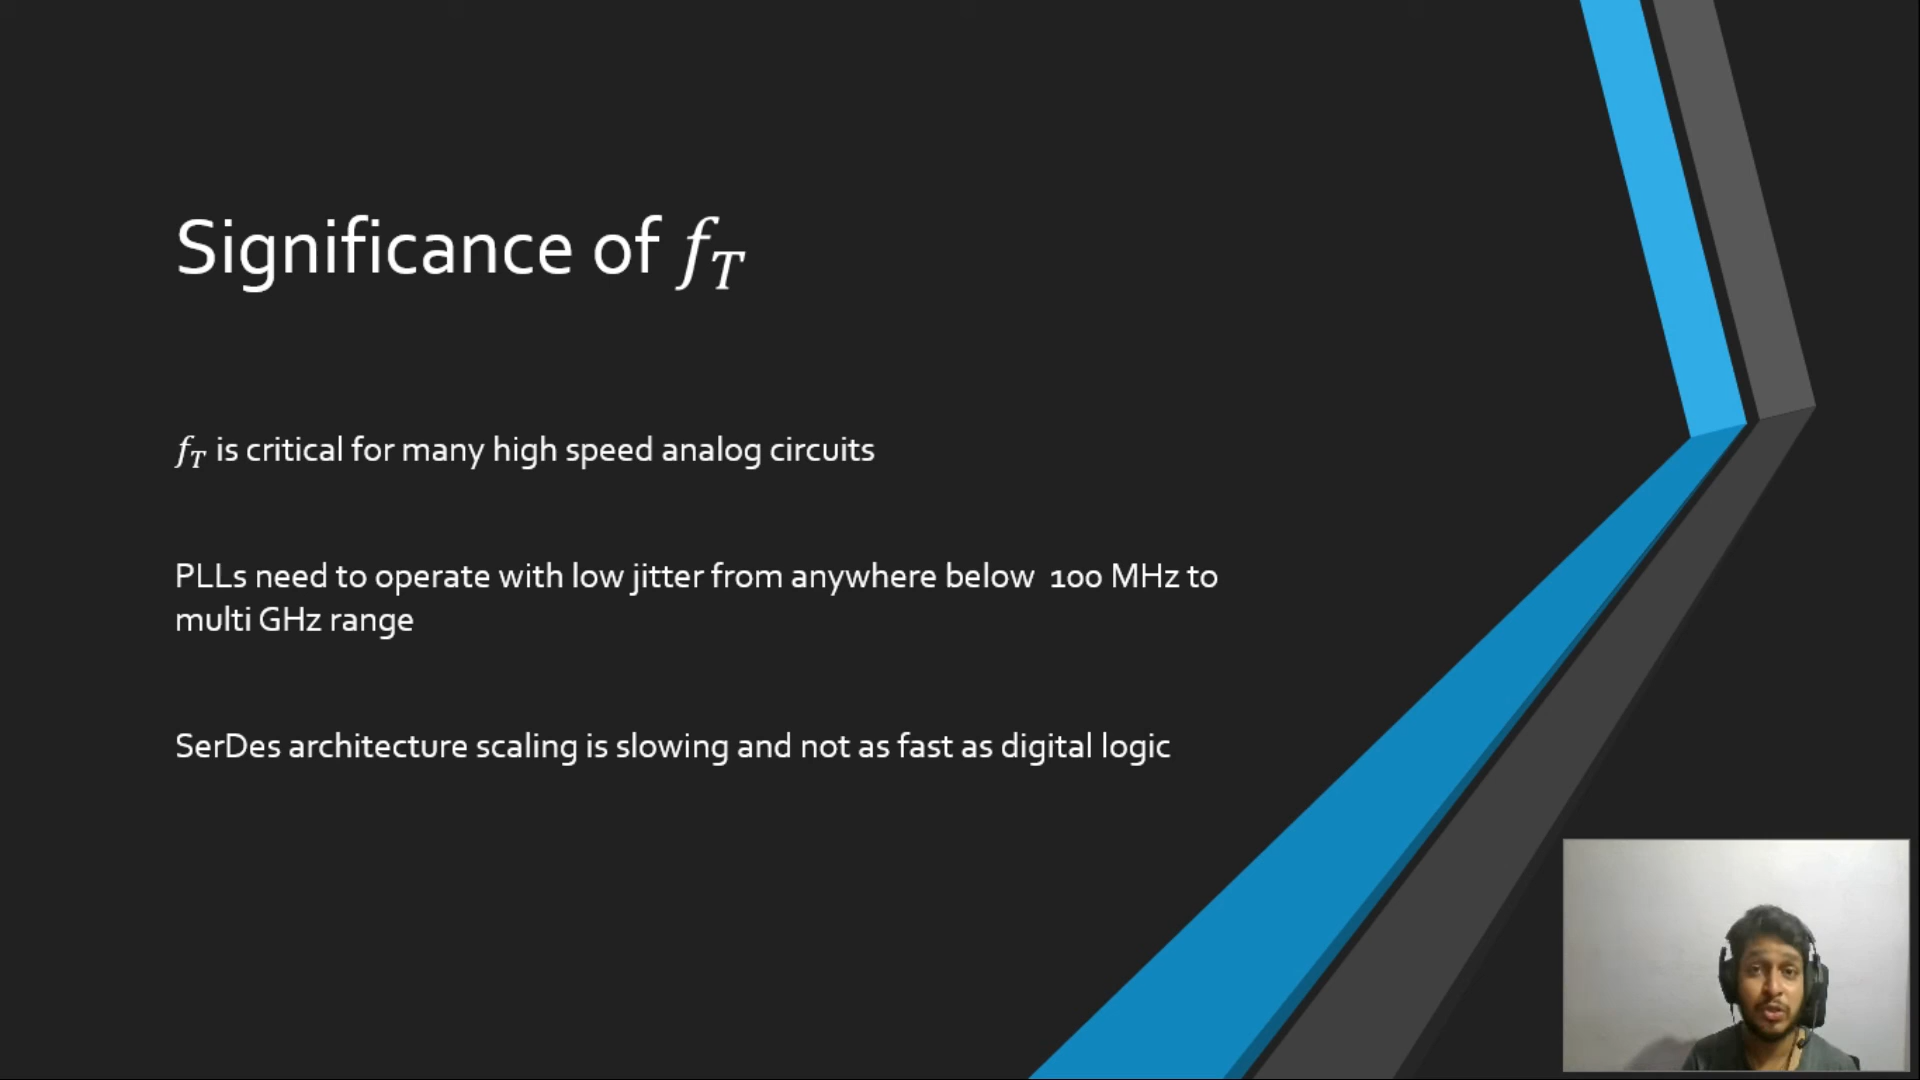 Significance of f_T
f_T is critical for many high speed analog circuits
PLLs need to operate with low jitter from anywhere below 100 MHz to
multi GHz range
SerDes architecture scaling is slowing and not as fast as digital logic